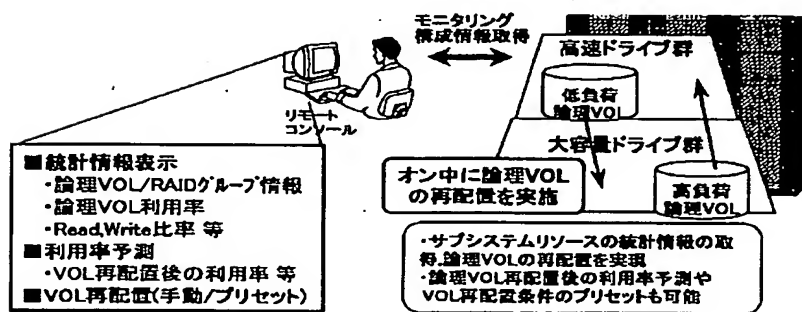 モニタリング
構成情報取得
高速ドライブ群
低負荷
論理VOL
リモート
コンソール
大容量ドライブ群
オン中に論理VOL
の再配置を実施
高負荷
論理VOL
■統計情報表示
・論理VOL/RAIDグループ情報
・論理VOL利用率
・Read,Write比率 等
■利用率予測
・VOL再配置後の利用率 等
■VOL再配置(手動/プリセット)
・サブシステムリソースの統計情報の取
得、論理VOLの再配置を実現
・論理VOL再配置後の利用率予測や
VOL再配置条件のプリセットも可能